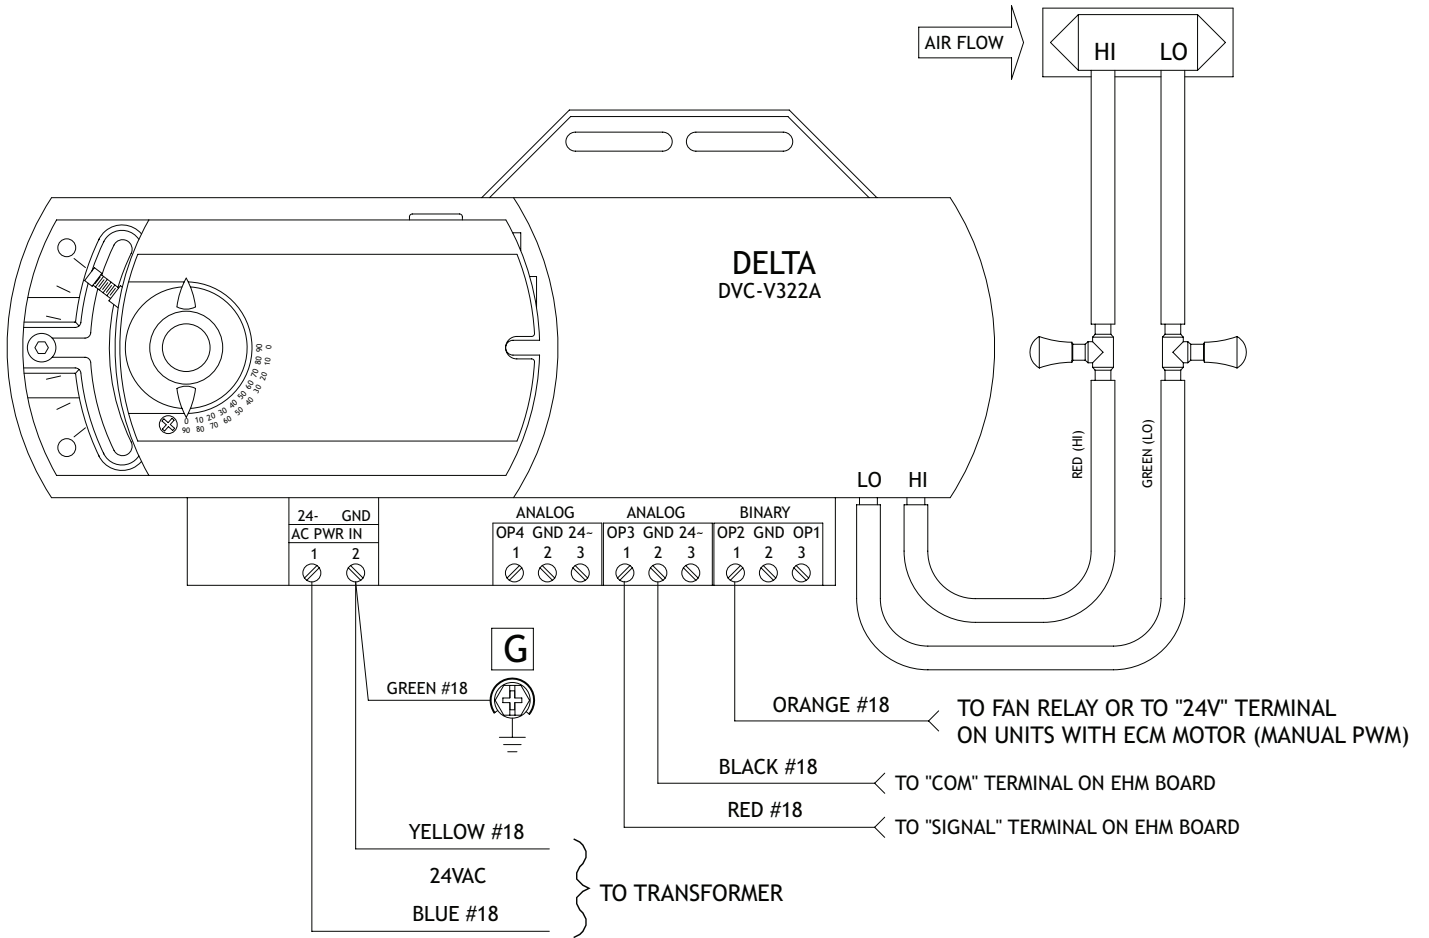 AIR FLOW
HI LO
DELTA
DVC-V322A
90 0
80 10
70 20
60 30
50 40
40 50
30 60
20 70
10 80
0 90
RED (HI)
GREEN (LO)
LO HI
24- GND
AC PWR IN
1 2
ANALOG ANALOG BINARY
OP4 GND 24~ OP3 GND 24~ OP2 GND OP1
1 2 3 1 2 3 1 2 3
G
GREEN #18
ORANGE #18
TO FAN RELAY OR TO "24V" TERMINAL
ON UNITS WITH ECM MOTOR (MANUAL PWM)
BLACK #18
TO "COM" TERMINAL ON EHM BOARD
RED #18
TO "SIGNAL" TERMINAL ON EHM BOARD
YELLOW #18
24VAC
TO TRANSFORMER
BLUE #18